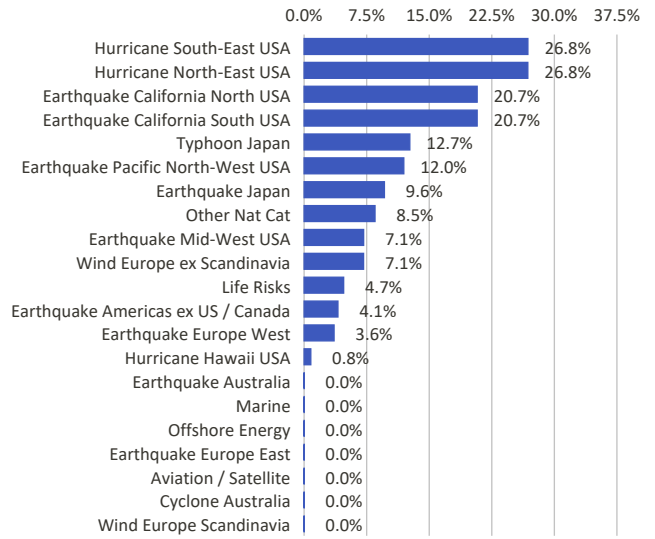 0.0% 7.5% 15.0% 22.5% 30.0% 37.5%
Hurricane South-East USA 26.8%
Hurricane North-East USA 26.8%
Earthquake California North USA 20.7%
Earthquake California South USA 20.7%
Typhoon Japan 12.7%
Earthquake Pacific North-West USA 12.0%
Earthquake Japan 9.6%
Other Nat Cat 8.5%
Earthquake Mid-West USA 7.1%
Wind Europe ex Scandinavia 7.1%
Life Risks 4.7%
Earthquake Americas ex US / Canada 4.1%
Earthquake Europe West 3.6%
Hurricane Hawaii USA 0.8%
Earthquake Australia 0.0%
Marine 0.0%
Offshore Energy 0.0%
Earthquake Europe East 0.0%
Aviation / Satellite 0.0%
Cyclone Australia 0.0%
Wind Europe Scandinavia 0.0%